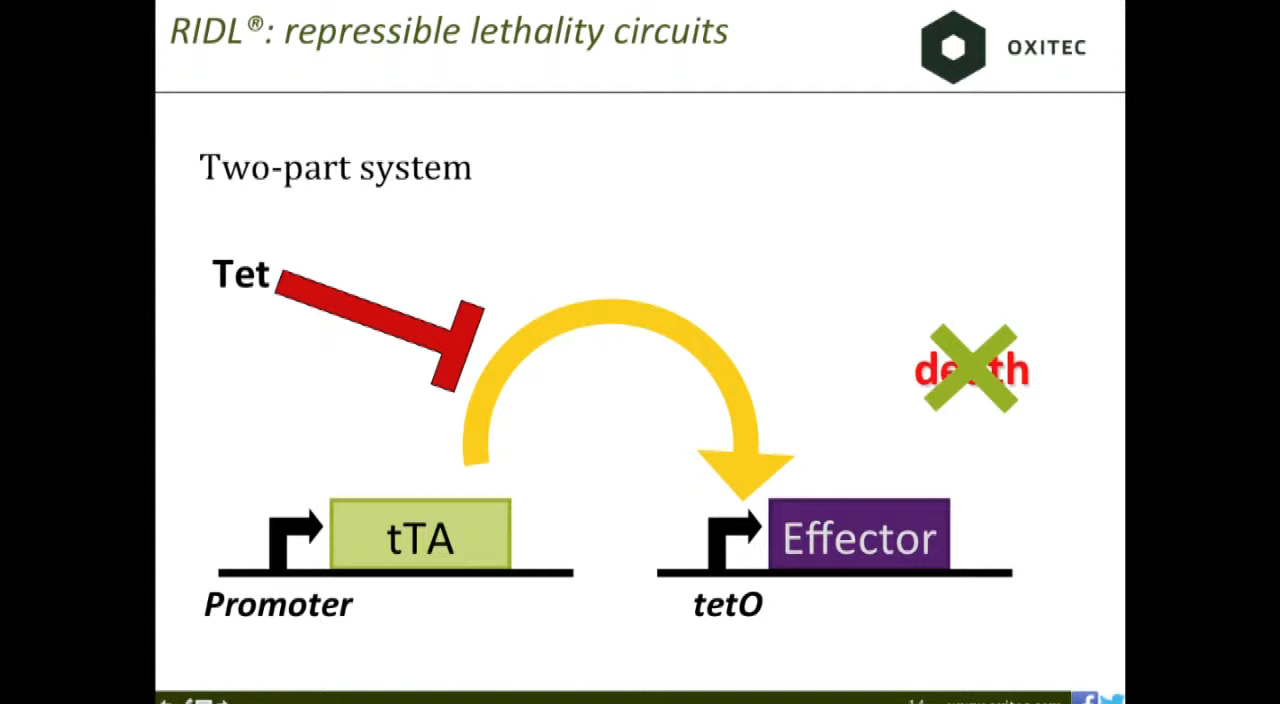 RIDL®: repressible lethality circuits
OXITEC
Two-part system
Tet
death
tTA
Effector
Promoter
tetO